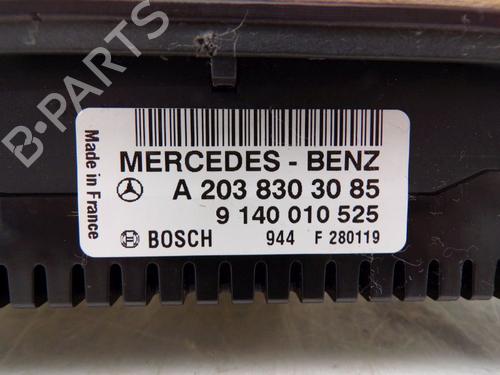 B-PARTS
Made in France
MERCEDES - BENZ
A 203 830 30 85
9 140 010 525
BOSCH 944 F 280119